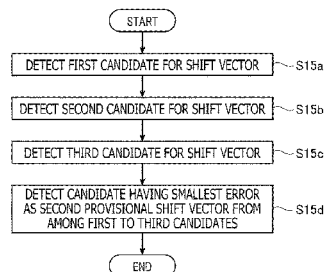 START
DETECT FIRST CANDIDATE FOR SHIFT VECTOR
S15a
DETECT SECOND CANDIDATE FOR SHIFT VECTOR
S15b
DETECT THIRD CANDIDATE FOR SHIFT VECTOR
S15c
DETECT CANDIDATE HAVING SMALLEST ERROR
AS SECOND PROVISIONAL SHIFT VECTOR FROM
AMONG FIRST TO THIRD CANDIDATES
S15d
END